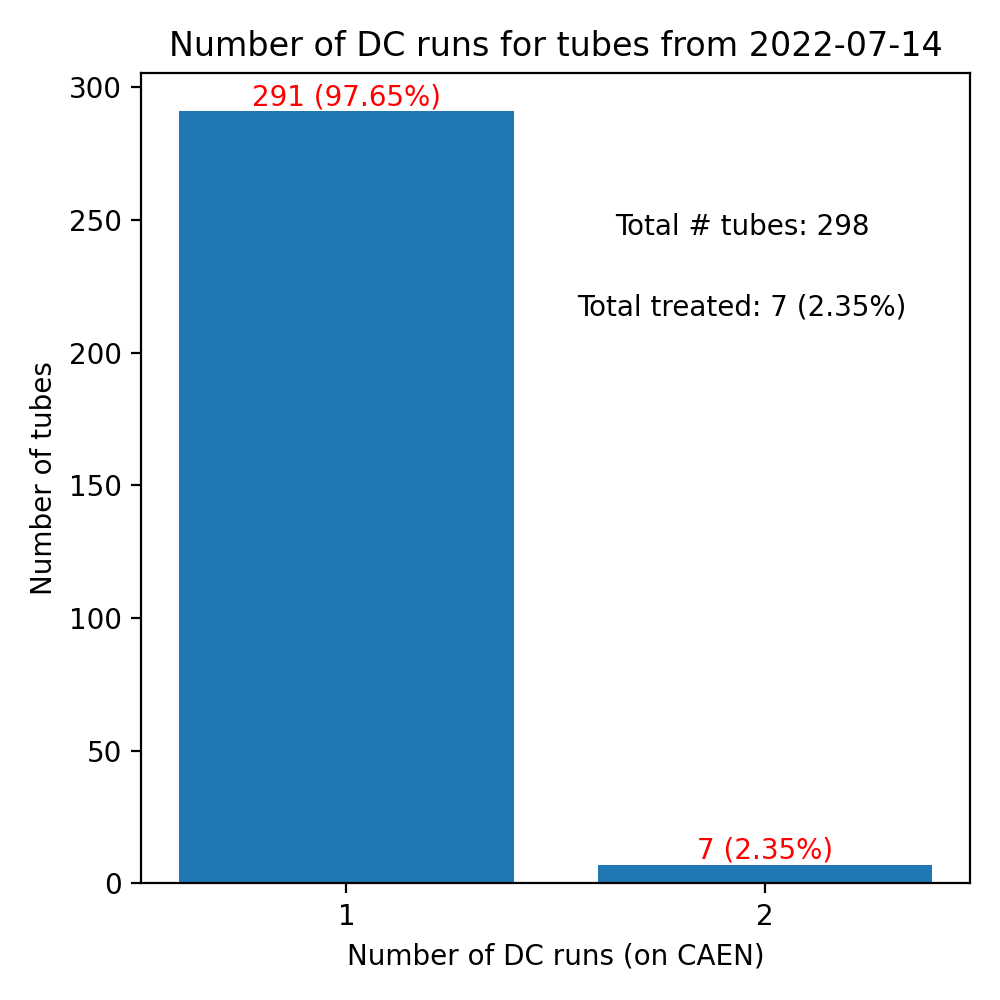 Number of DC runs for tubes from 2022-07-14
300
250
200
150
100
50
0
Number of tubes
291 (97.65%)
Total # tubes: 298
Total treated: 7 (2.35%)
7 (2.35%)
1
2
Number of DC runs (on CAEN)